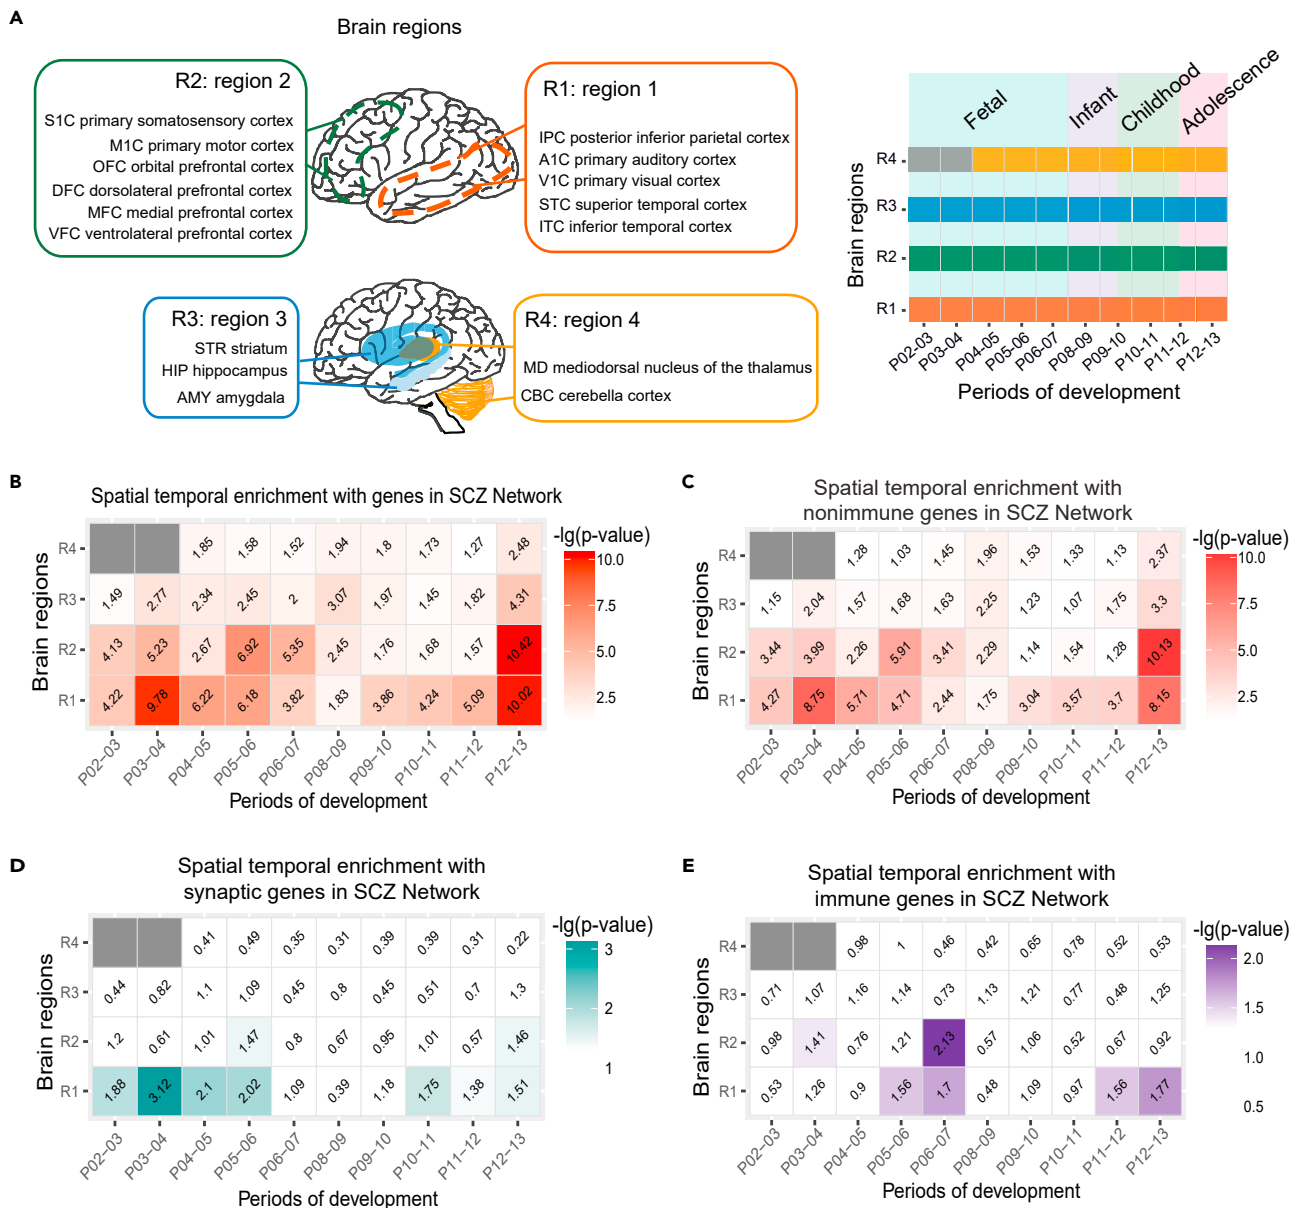 A
Brain regions
R2: region 2
S1C primary somatosensory cortex
M1C primary motor cortex
OFC orbital prefrontal cortex
DFC dorsolateral prefrontal cortex
MFC medial prefrontal cortex
VFC ventrolateral prefrontal cortex
R1: region 1
IPC posterior inferior parietal cortex
A1C primary auditory cortex
V1C primary visual cortex
STC superior temporal cortex
ITC inferior temporal cortex
R3: region 3
STR striatum
HIP hippocampus
AMY amygdala
R4: region 4
MD mediodorsal nucleus of the thalamus
CBC cerebella cortex
Fetal
Infant
Childhood
Adolescence
Brain regions
R4
R3
R2
R1
P02-03
P03-04
P04-05
P05-06
P06-07
P08-09
P09-10
P10-11
P11-12
P12-13
Periods of development
B
Spatial temporal enrichment with genes in SCZ Network
Brain regions
R4 1.85 1.58 1.52 1.94 1.8 1.73 1.27 2.48
R3 1.49 2.77 2.34 2.45 2 3.07 1.97 1.45 1.82 4.31
R2 4.13 5.23 2.67 6.92 5.35 2.45 1.76 1.68 1.57 10.42
R1 4.22 9.78 6.22 6.18 3.82 1.83 3.86 4.24 5.09 10.02
P02-03 P03-04 P04-05 P05-06 P06-07 P08-09 P09-10 P10-11 P11-12 P12-13
Periods of development
-lg(p-value)
10.0
7.5
5.0
2.5
C
Spatial temporal enrichment with
nonimmune genes in SCZ Network
Brain regions
R4 1.28 1.03 1.45 1.96 1.53 1.33 1.13 2.37
R3 1.15 2.04 1.57 1.68 1.63 2.25 1.23 1.07 1.75 3.3
R2 3.44 3.99 2.26 5.91 3.41 2.29 1.14 1.54 1.28 10.13
R1 4.27 8.75 5.71 4.71 2.44 1.75 3.04 3.57 3.7 8.15
P02-03 P03-04 P04-05 P05-06 P06-07 P08-09 P09-10 P10-11 P11-12 P12-13
Periods of development
-lg(p-value)
10.0
7.5
5.0
2.5
D
Spatial temporal enrichment with
synaptic genes in SCZ Network
Brain regions
R4 0.41 0.49 0.35 0.31 0.39 0.39 0.31 0.22
R3 0.44 0.82 1.1 1.09 0.45 0.8 0.45 0.51 0.7 1.3
R2 1.2 0.61 1.01 1.47 0.8 0.67 0.95 1.01 0.57 1.46
R1 1.88 3.12 2.1 2.02 1.09 0.39 1.18 1.75 1.38 1.51
P02-03 P03-04 P04-05 P05-06 P06-07 P08-09 P09-10 P10-11 P11-12 P12-13
Periods of development
-lg(p-value)
3
2
1
E
Spatial temporal enrichment with
immune genes in SCZ Network
Brain regions
R4 0.98 1 0.46 0.42 0.65 0.78 0.52 0.53
R3 0.71 1.07 1.16 1.14 0.73 1.13 1.21 0.77 0.48 1.25
R2 0.98 1.41 0.76 1.21 2.13 0.57 1.06 0.52 0.67 0.92
R1 0.53 1.26 0.9 1.56 1.7 0.48 1.09 0.97 1.56 1.77
P02-03 P03-04 P04-05 P05-06 P06-07 P08-09 P09-10 P10-11 P11-12 P12-13
Periods of development
-lg(p-value)
2.0
1.5
1.0
0.5